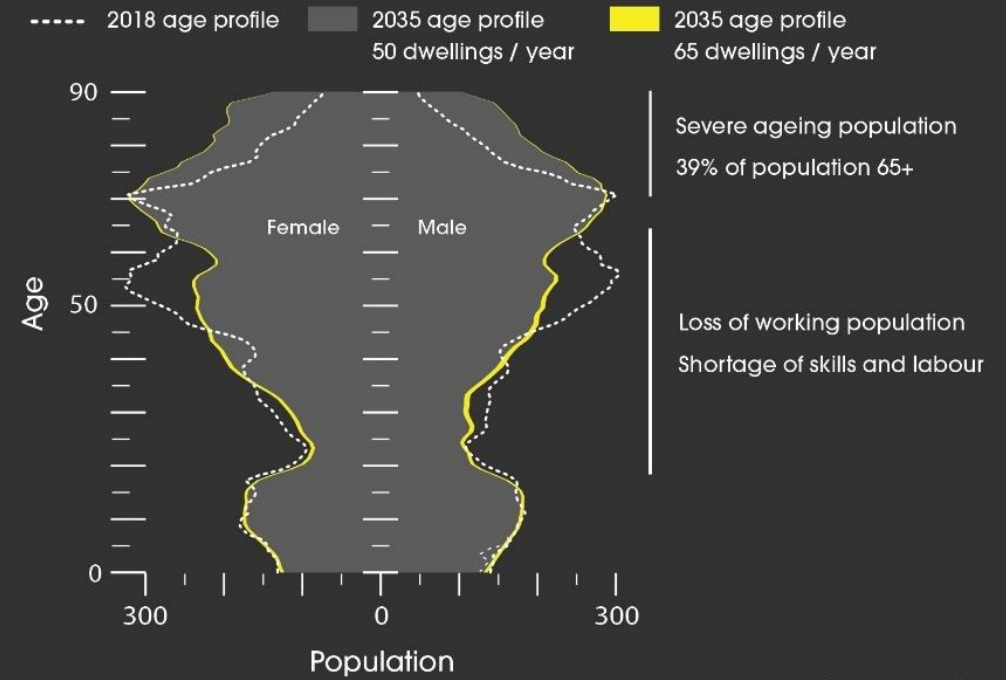 2018 age profile
2035 age profile
50 dwellings / year
2035 age profile
65 dwellings / year
90
Severe ageing population
39% of population 65+
Female
Male
Age
50
Loss of working population
Shortage of skills and labour
0
300
0
300
Population